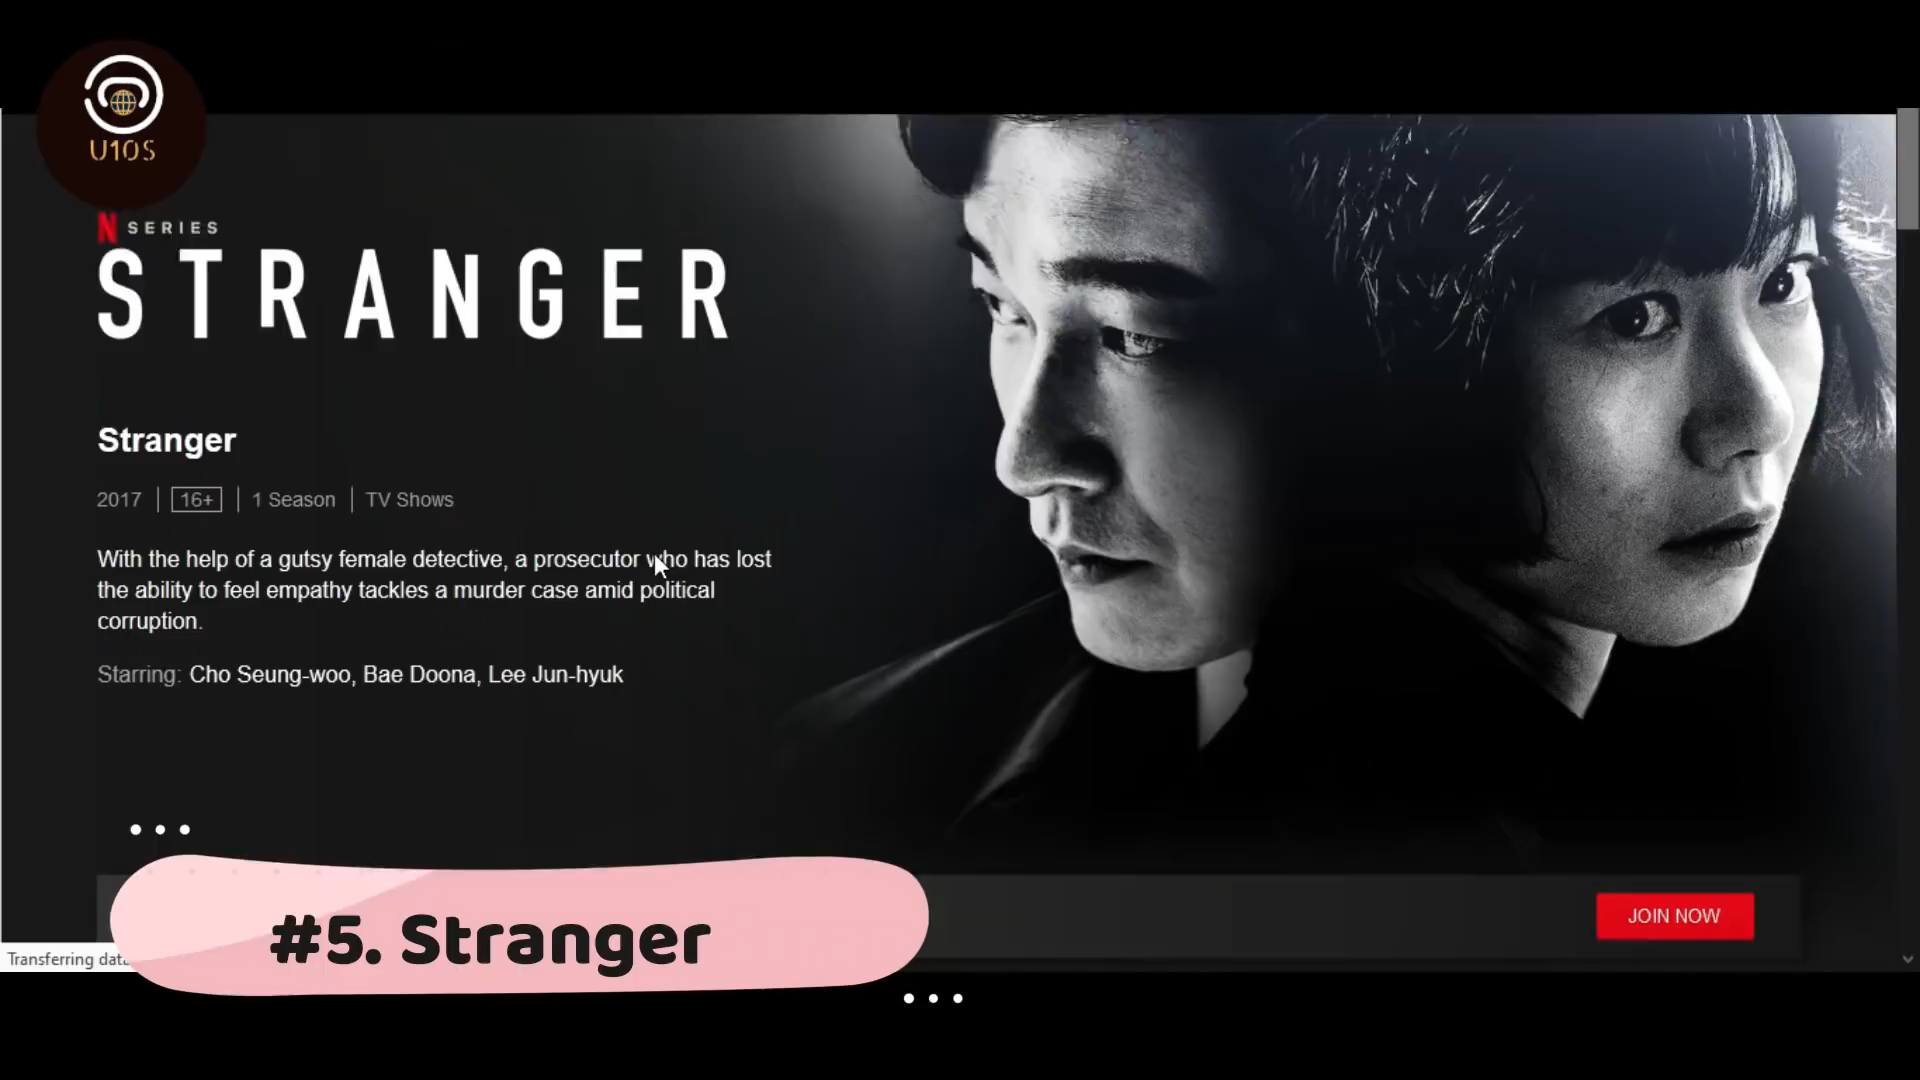 U10S
N SERIES
STRANGER
Stranger
2017 16+ 1 Season TV Shows
With the help of a gutsy female detective, a prosecutor who has lost
the ability to feel empathy tackles a murder case amid political
corruption.
Starring: Cho Seung-woo, Bae Doona, Lee Jun-hyuk
JOIN NOW
#5. Stranger
Transferring data